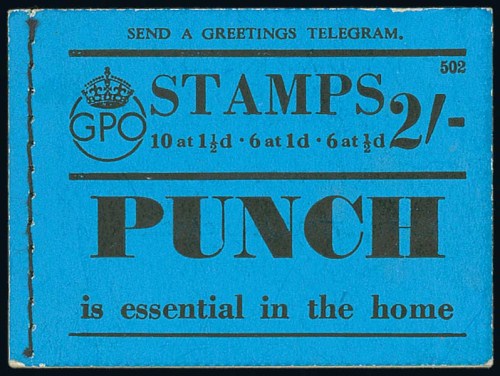 SEND A GREETINGS TELEGRAM.
502
GPO
STAMPS 2/-
10 at 1½d · 6 at 1d · 6 at ½d
PUNCH
is essential in the home